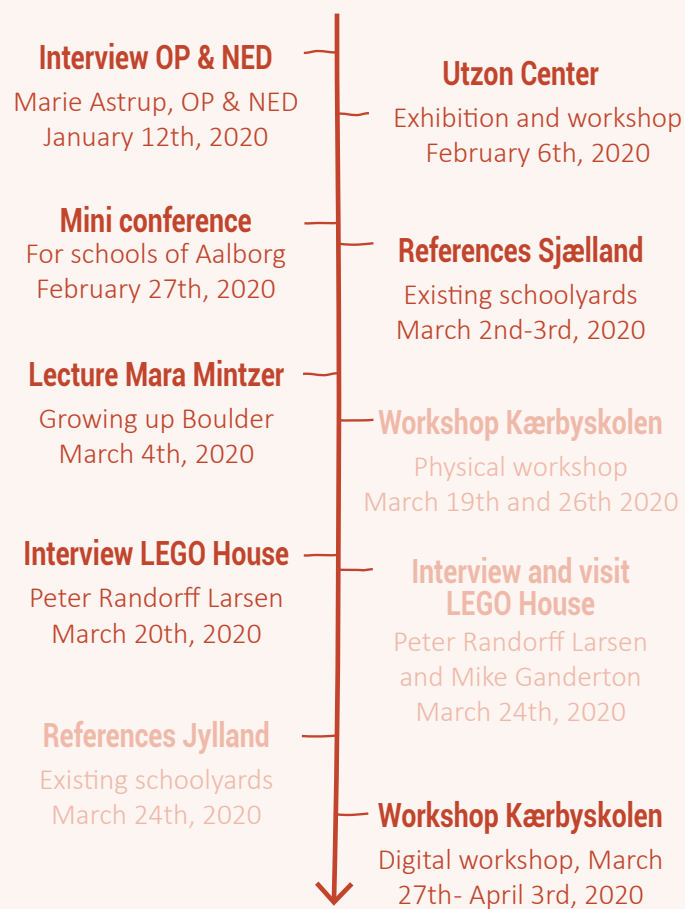 Interview OP & NED
Marie Astrup, OP & NED
January 12th, 2020
Utzon Center
Exhibition and workshop
February 6th, 2020
Mini conference
For schools of Aalborg
February 27th, 2020
References Sjælland
Existing schoolyards
March 2nd-3rd, 2020
Lecture Mara Mintzer
Growing up Boulder
March 4th, 2020
Workshop Kærbyskolen
Physical workshop
March 19th and 26th 2020
Interview LEGO House
Peter Randorff Larsen
March 20th, 2020
Interview and visit
LEGO House
Peter Randorff Larsen
and Mike Ganderton
March 24th, 2020
References Jylland
Existing schoolyards
March 24th, 2020
Workshop Kærbyskolen
Digital workshop, March
27th- April 3rd, 2020